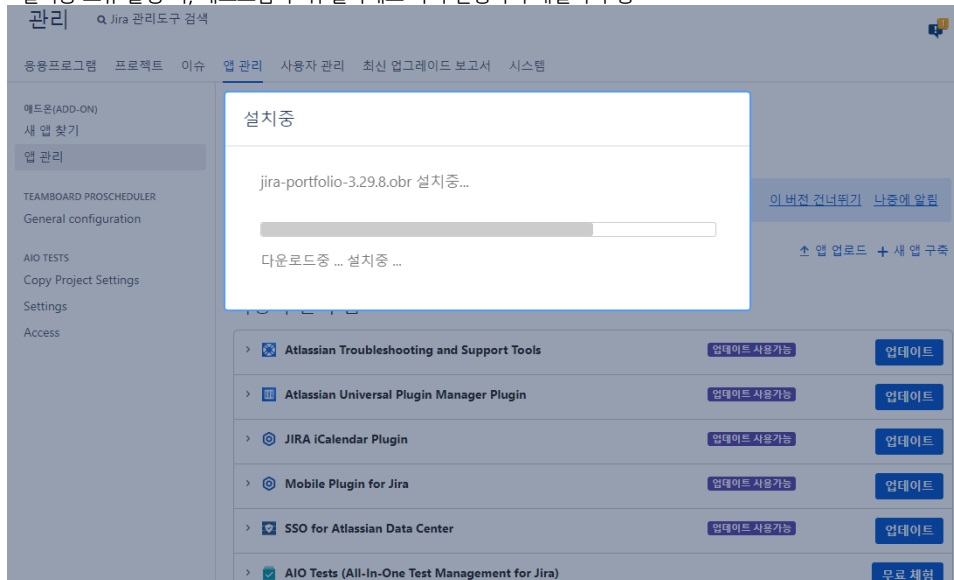 관리
Jira 관리도구 검색
응용프로그램 프로젝트 이슈 앱 관리 사용자 관리 최신 업그레이드 보고서 시스템
애드온(ADD-ON)
새 앱 찾기
앱 관리
TEAMBOARD PROSCHEDULER
General configuration
AIO TESTS
Copy Project Settings
Settings
Access
설치중
jira-portfolio-3.29.8.obr 설치중...
다운로드중 ... 설치중 ...
이 버전 건너뛰기 나중에 알림
앱 업로드 새 앱 구축
Atlassian Troubleshooting and Support Tools 업데이트 사용가능 업데이트
Atlassian Universal Plugin Manager Plugin 업데이트 사용가능 업데이트
JIRA iCalendar Plugin 업데이트 사용가능 업데이트
Mobile Plugin for Jira 업데이트 사용가능 업데이트
SSO for Atlassian Data Center 업데이트 사용가능 업데이트
AIO Tests (All-In-One Test Management for Jira) 무료 체험